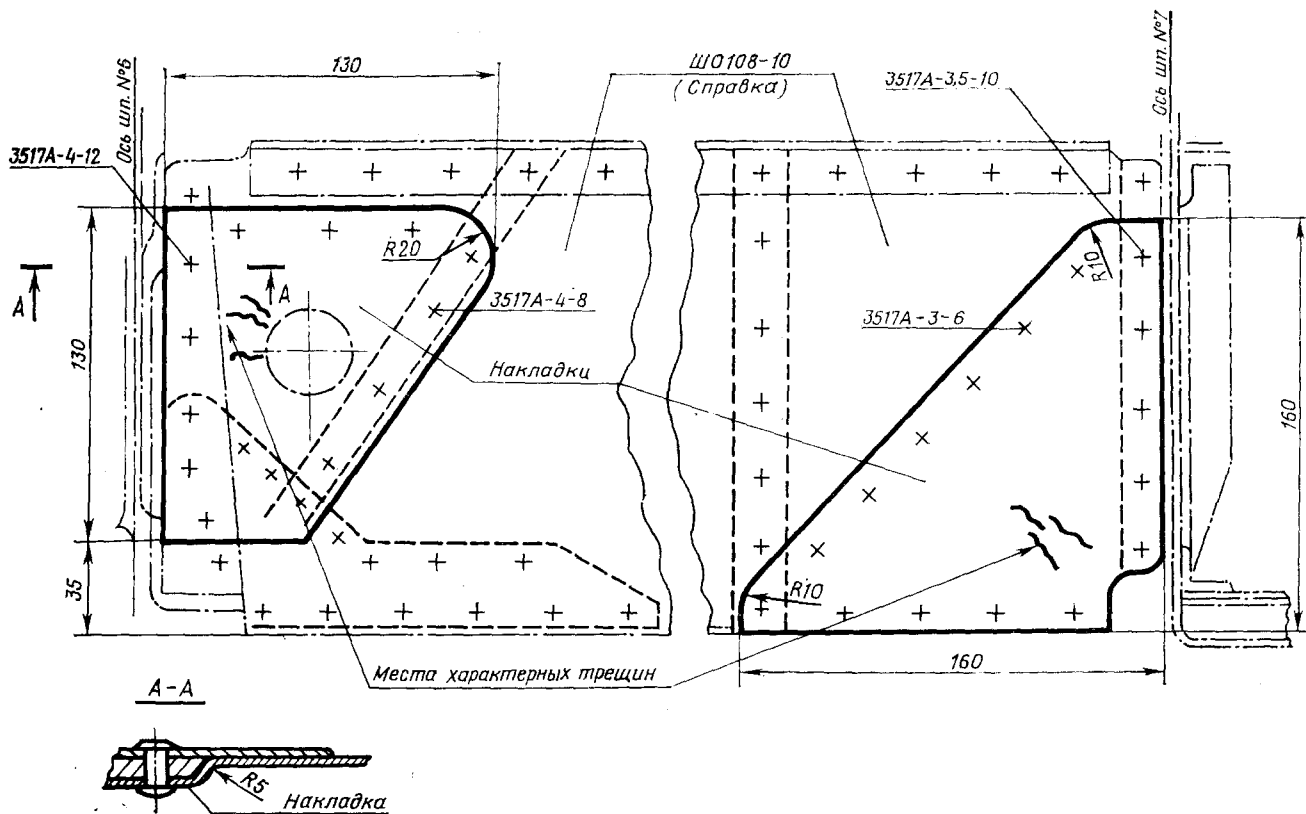 130
Ось шп. №6
3517А-4-12
ШО108-10
(Справка)
3517А-3,5-10
Ось шп. №7
R20
R10
А
А
3517А-4-8
3517А-3-6
130
Накладки
160
35
R10
Места характерных трещин
160
А-А
R5
Накладка